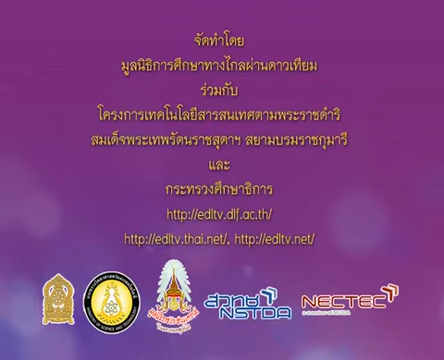 จัดทำโดย
มูลนิธิการศึกษาทางไกลผ่านดาวเทียม
ร่วมกับ
โครงการเทคโนโลยีสารสนเทศตามพระราชดำริ
สมเด็จพระเทพรัตนราชสุดาฯ สยามบรมราชกุมารี
และ
กระทรวงศึกษาธิการ
http://edltv.dlf.ac.th/
http://edltv.thai.net/, http://edltv.net/
สวทช
NSTDA
NECTEC
a member of NSTDA